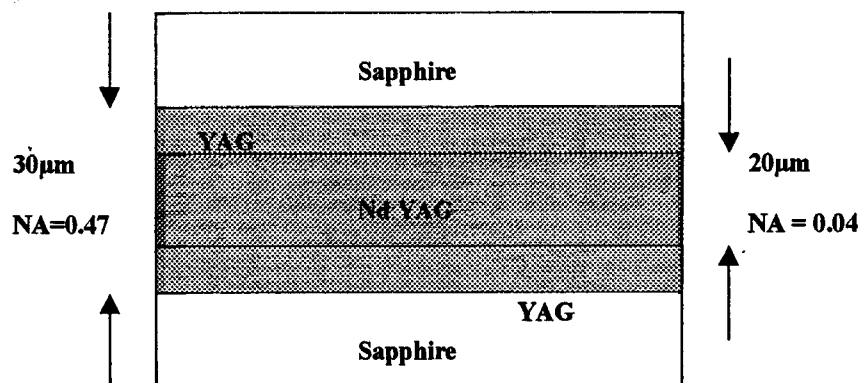 Sapphire
YAG
30μm
20μm
NA=0.47
Nd:YAG
NA = 0.04
YAG
Sapphire